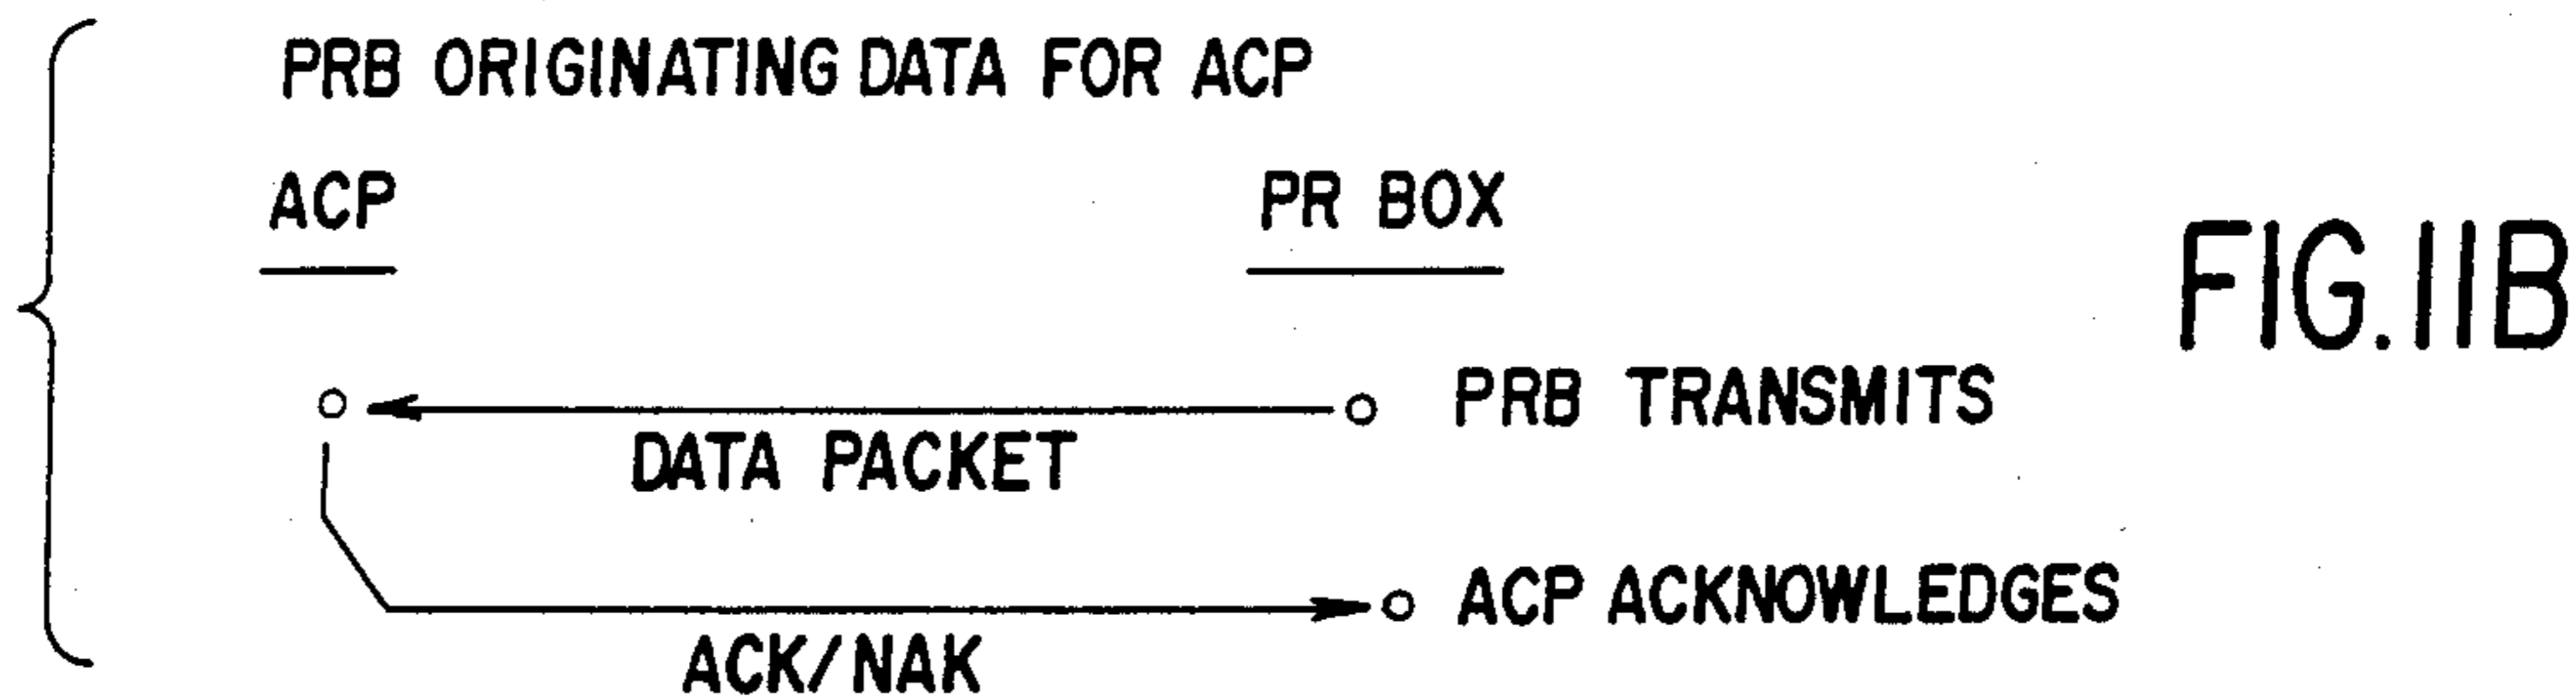 PRB ORIGINATING DATA FOR ACP
ACP PR BOX
FIG.11B
PRB TRANSMITS
DATA PACKET
ACP ACKNOWLEDGES
ACK/NAK